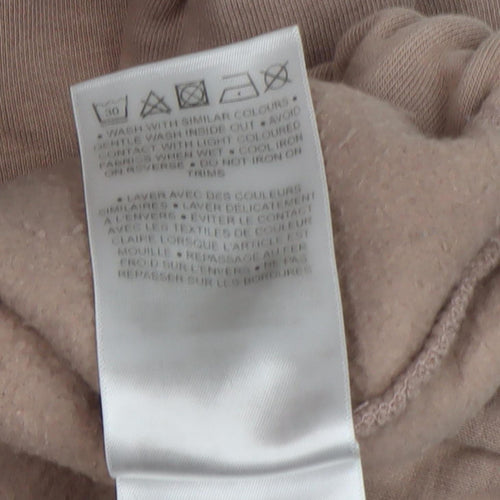 30
• WASH WITH SIMILAR COLOURS •
GENTLE WASH INSIDE OUT • AVOID
CONTACT WITH LIGHT COLOURED
FABRICS WHEN WET • COOL IRON
ON REVERSE • DO NOT IRON ON
TRIMS
• LAVER AVEC DES COULEURS
SIMILAIRES • LAVER DÉLICATEMENT
À L'ENVERS • ÉVITER LE CONTACT
AVEC LES TEXTILES DE COULEUR
CLAIRE LORSQUE L'ARTICLE EST
MOUILLÉ • REPASSAGE AU FER
FROID SUR L'ENVERS • NE PAS
REPASSER SUR LES BORDURES